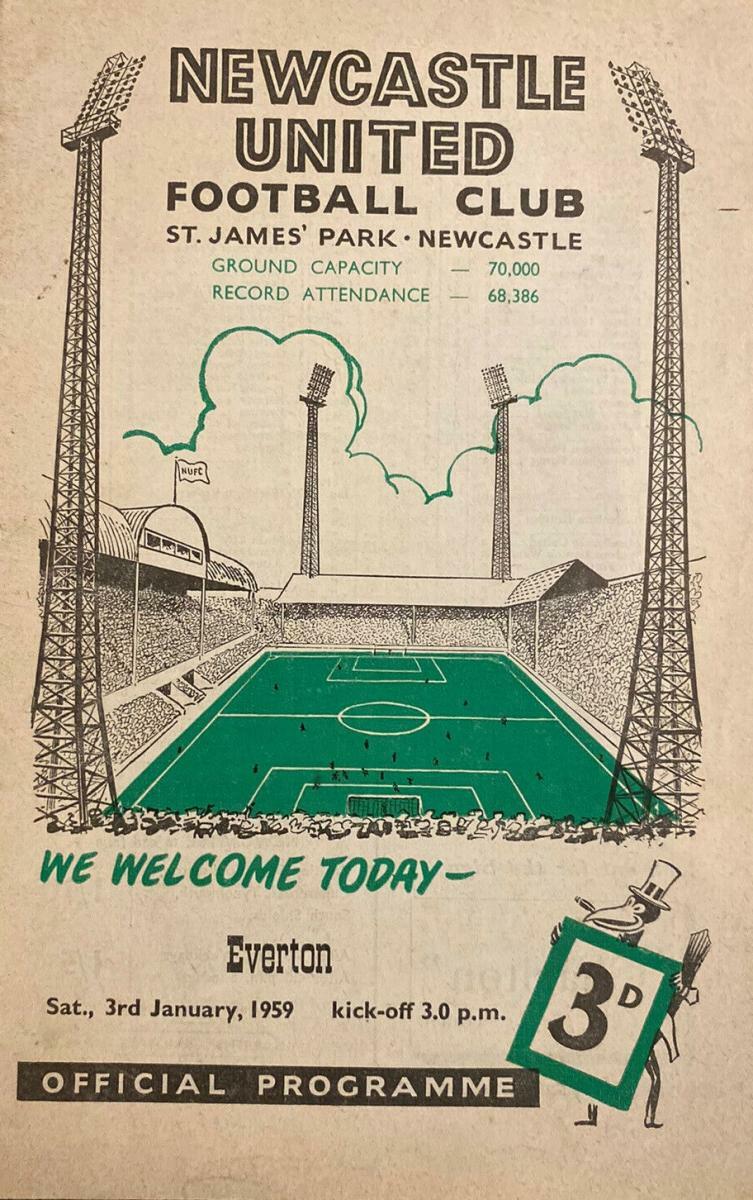 NEWCASTLE
UNITED
FOOTBALL CLUB
ST. JAMES' PARK · NEWCASTLE
GROUND CAPACITY — 70,000
RECORD ATTENDANCE — 68,386
NUFC
WE WELCOME TODAY—
Everton
Sat., 3rd January, 1959 kick-off 3.0 p.m.
3D
OFFICIAL PROGRAMME